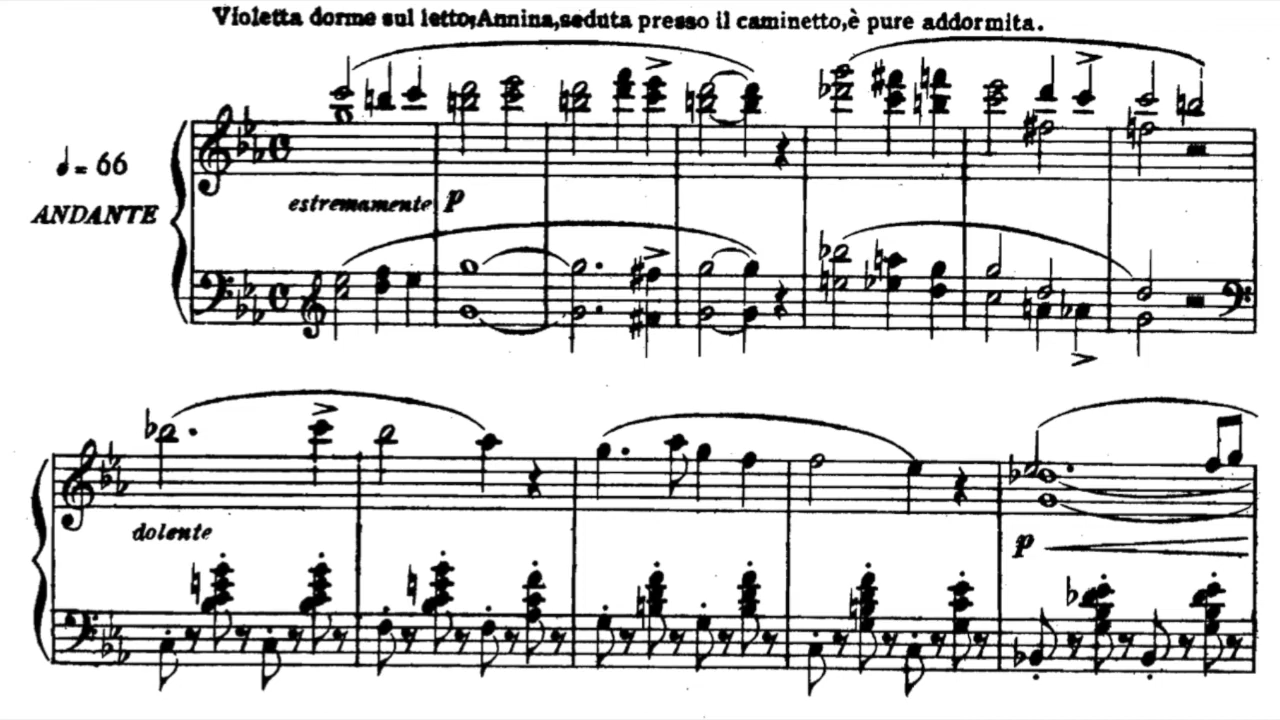 Violetta dorme sul letto; Annina, seduta presso il caminetto, è pure addormita.
♩ = 66
ANDANTE
estremamente p
dolente
p